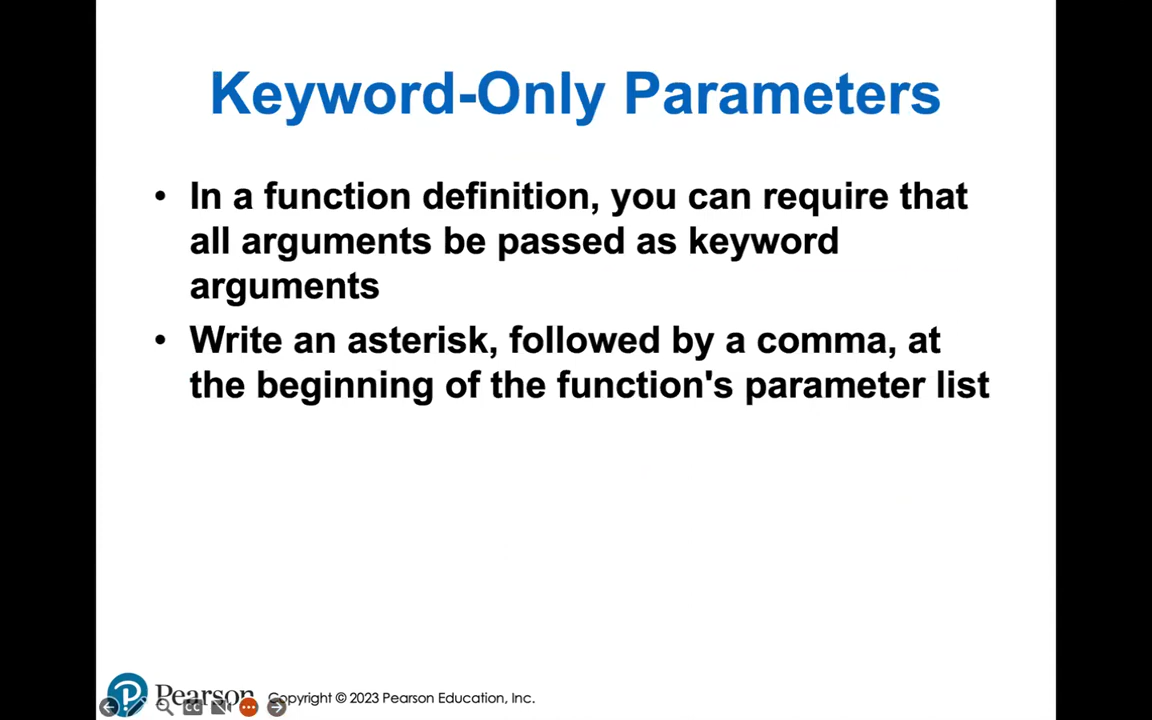 Keyword-Only Parameters
• In a function definition, you can require that
all arguments be passed as keyword
arguments
• Write an asterisk, followed by a comma, at
the beginning of the function's parameter list
Pearson Copyright © 2023 Pearson Education, Inc.
CC